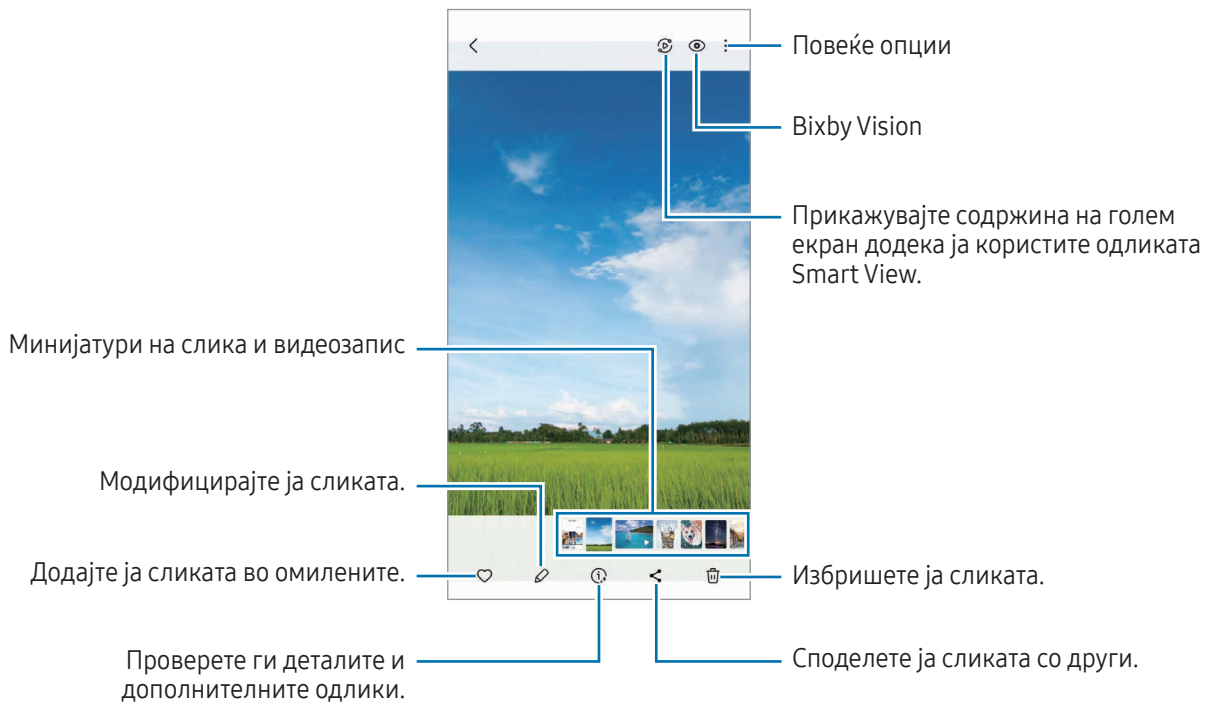 Повеќе опции
Bixby Vision
Прикажувајте содржина на голем
екран додека ја користите одликата
Smart View.
Минијатури на слика и видеозапис
Модифицирајте ја сликата.
Додајте ја сликата во омилените.
Избришете ја сликата.
Проверете ги деталите и
дополнителните одлики.
Споделете ја сликата со други.